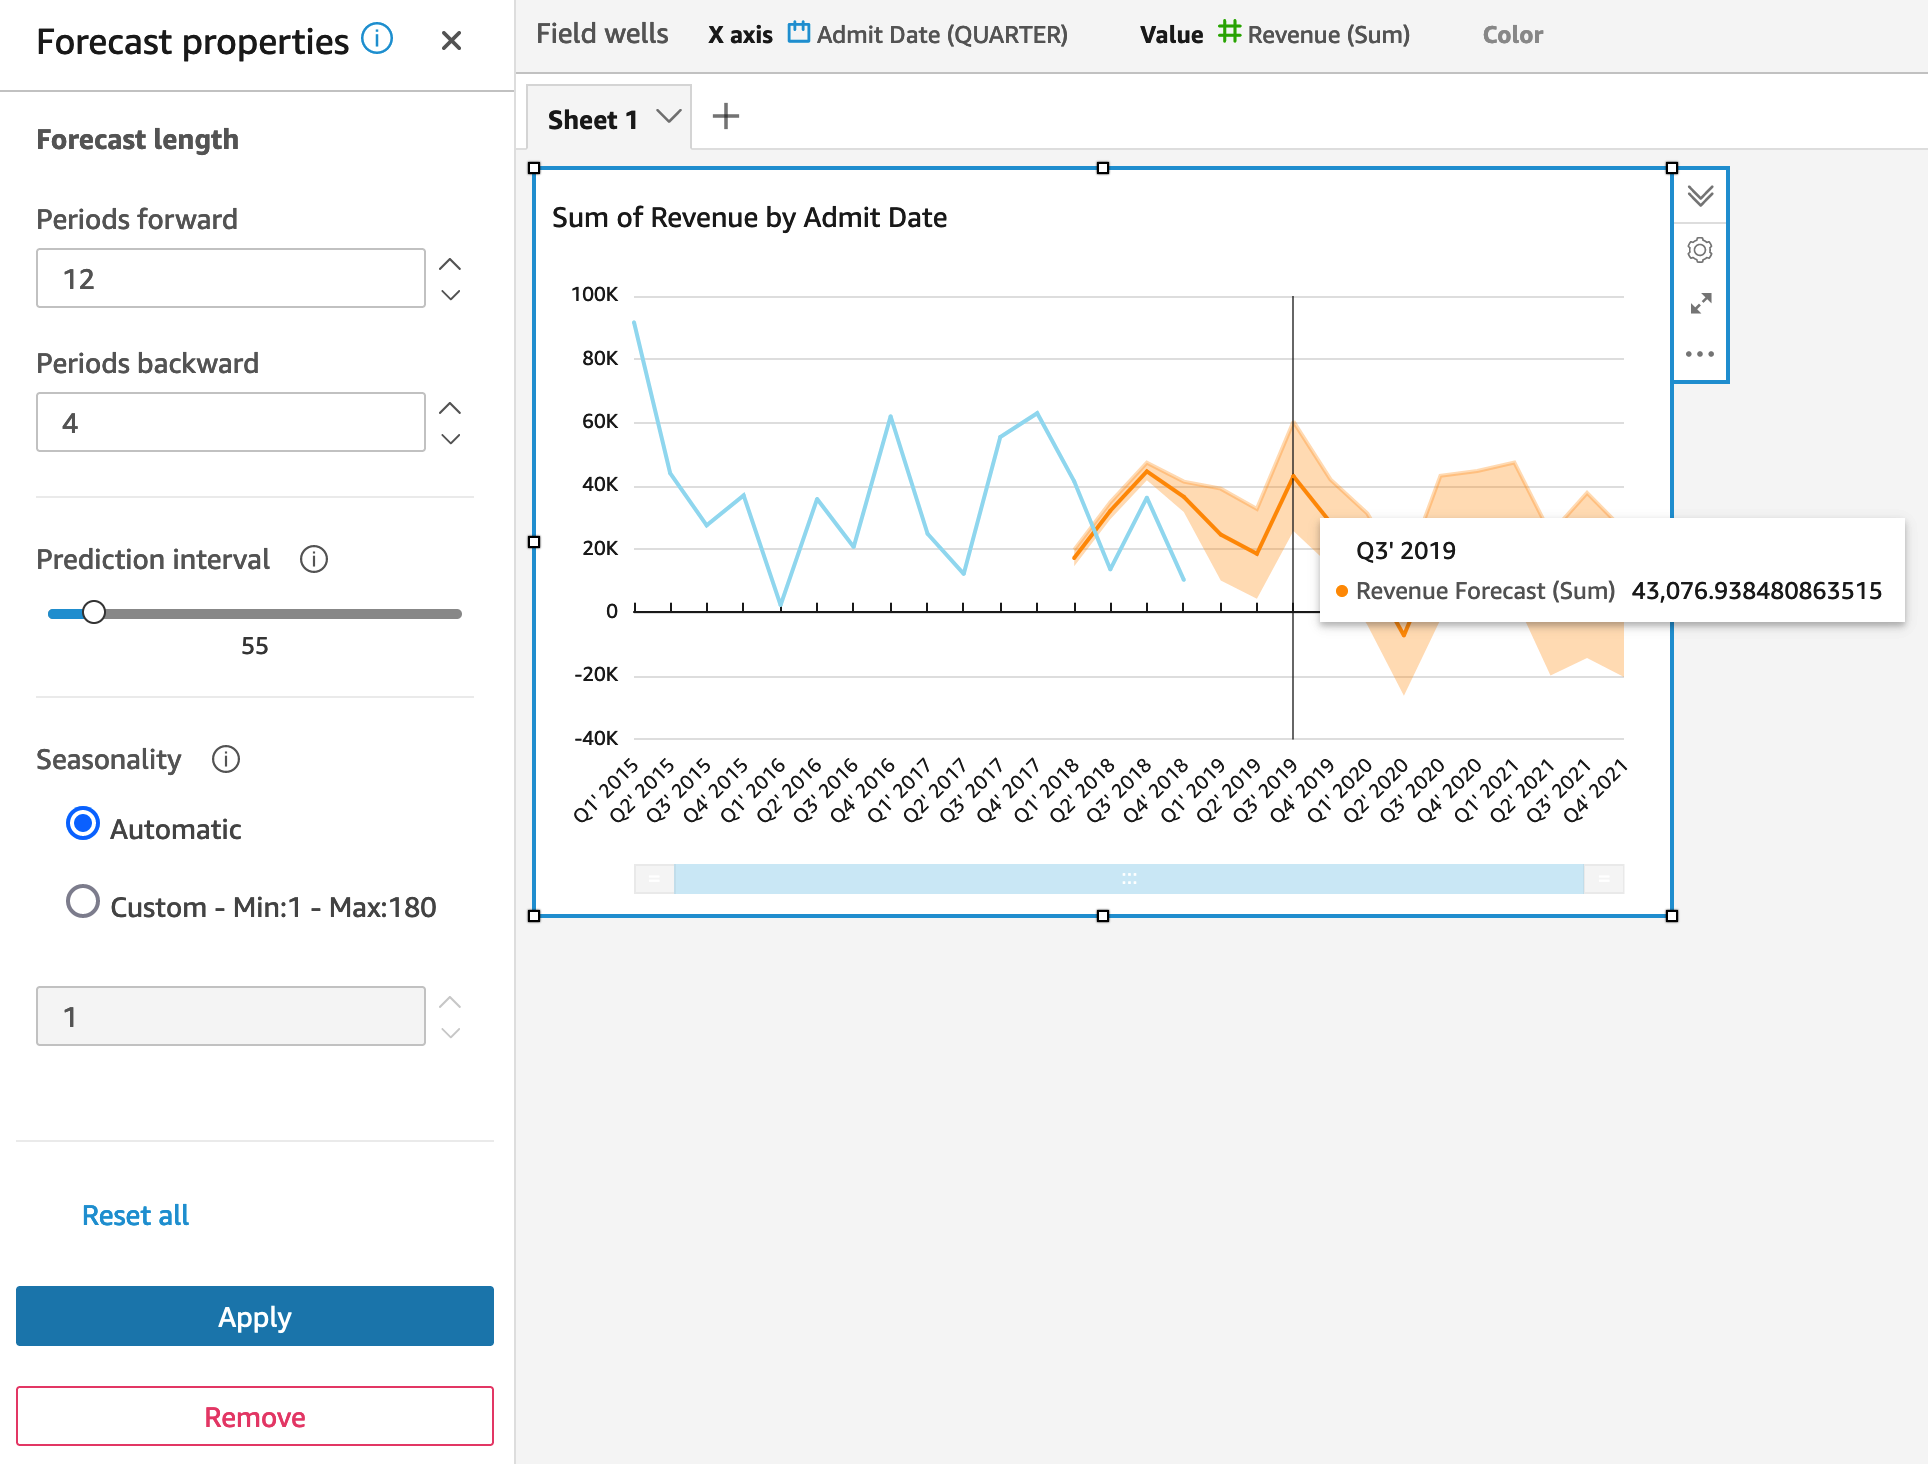 Forecast properties
Forecast length
Periods forward
12
Periods backward
4
Prediction interval
55
Seasonality
Automatic
Custom - Min:1 - Max:180
1
Reset all
Apply
Remove
Field wells X axis Admit Date (QUARTER) Value Revenue (Sum) Color
Sheet 1
Sum of Revenue by Admit Date
100K
80K
60K
40K
20K
0
-20K
-40K
Q3' 2019
Revenue Forecast (Sum) 43,076.938480863515
Q1' 2015
Q2' 2015
Q3' 2015
Q4' 2015
Q1' 2016
Q2' 2016
Q3' 2016
Q4' 2016
Q1' 2017
Q2' 2017
Q3' 2017
Q4' 2017
Q1' 2018
Q2' 2018
Q3' 2018
Q4' 2018
Q1' 2019
Q2' 2019
Q3' 2019
Q4' 2019
Q1' 2020
Q2' 2020
Q3' 2020
Q4' 2020
Q1' 2021
Q2' 2021
Q3' 2021
Q4' 2021